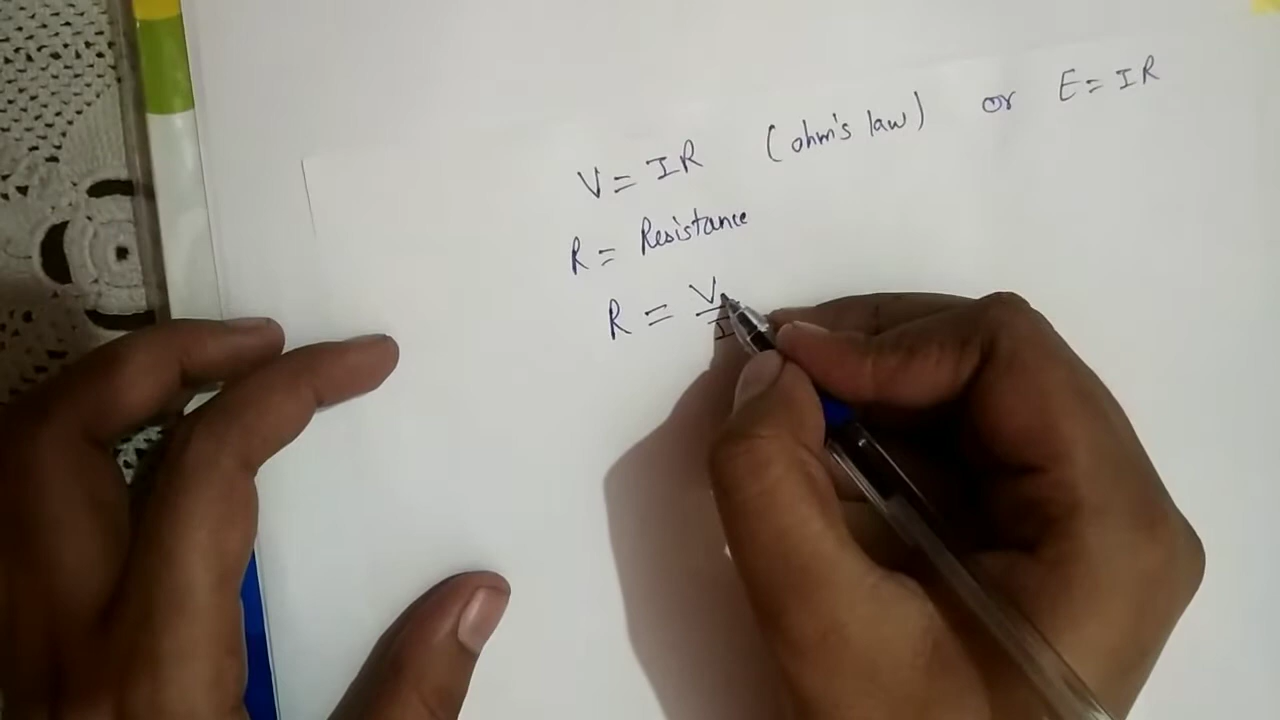 V = IR (ohm's law) or E = IR
R = Resistance
R = V/I